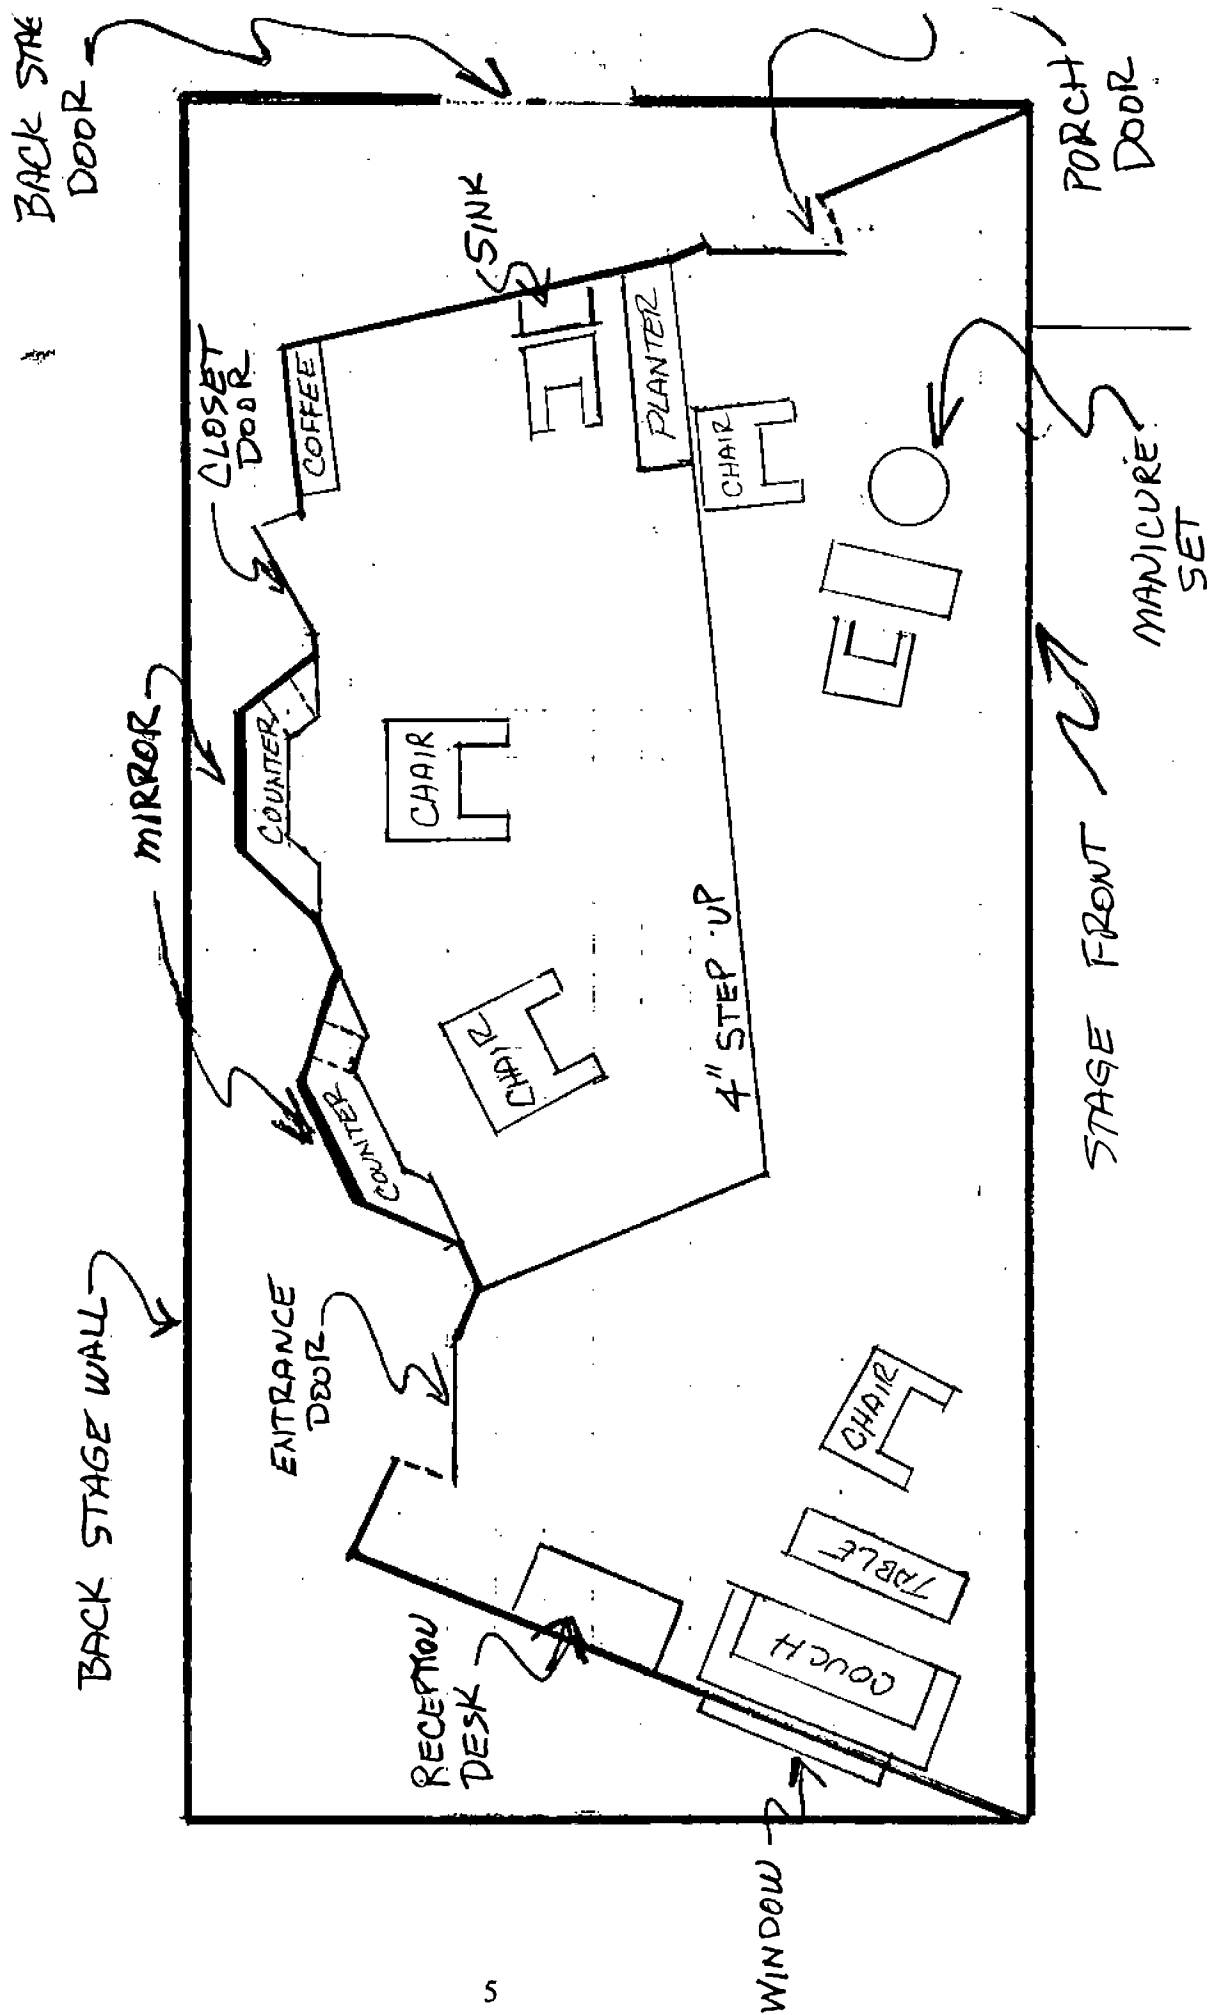 BACK STAGE WALL
MIRROR
BACK STAE
DOOR
CLOSET
DOOR
ENTRANCE
DOOR
COUNTER
COUNTER
COFFEE
SINK
RECEPTION
DESK
CHAIR
CHAIR
PLANTER
CHAIR
4" STEP UP
WINDOW
COUCH
TABLE
CHAIR
PORCH
DOOR
STAGE FRONT
MANICURE
SET
5